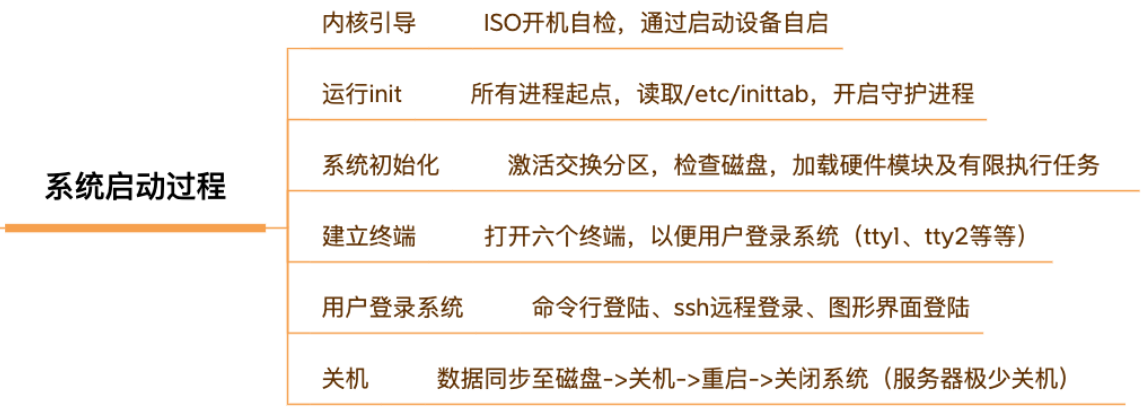 内核引导 ISO开机自检，通过启动设备自启
运行init 所有进程起点，读取/etc/inittab，开启守护进程
系统初始化 激活交换分区，检查磁盘，加载硬件模块及有限执行任务
系统启动过程
建立终端 打开六个终端，以便用户登录系统（tty1、tty2等等）
用户登录系统 命令行登陆、ssh远程登录、图形界面登陆
关机 数据同步至磁盘->关机->重启->关闭系统（服务器极少关机）